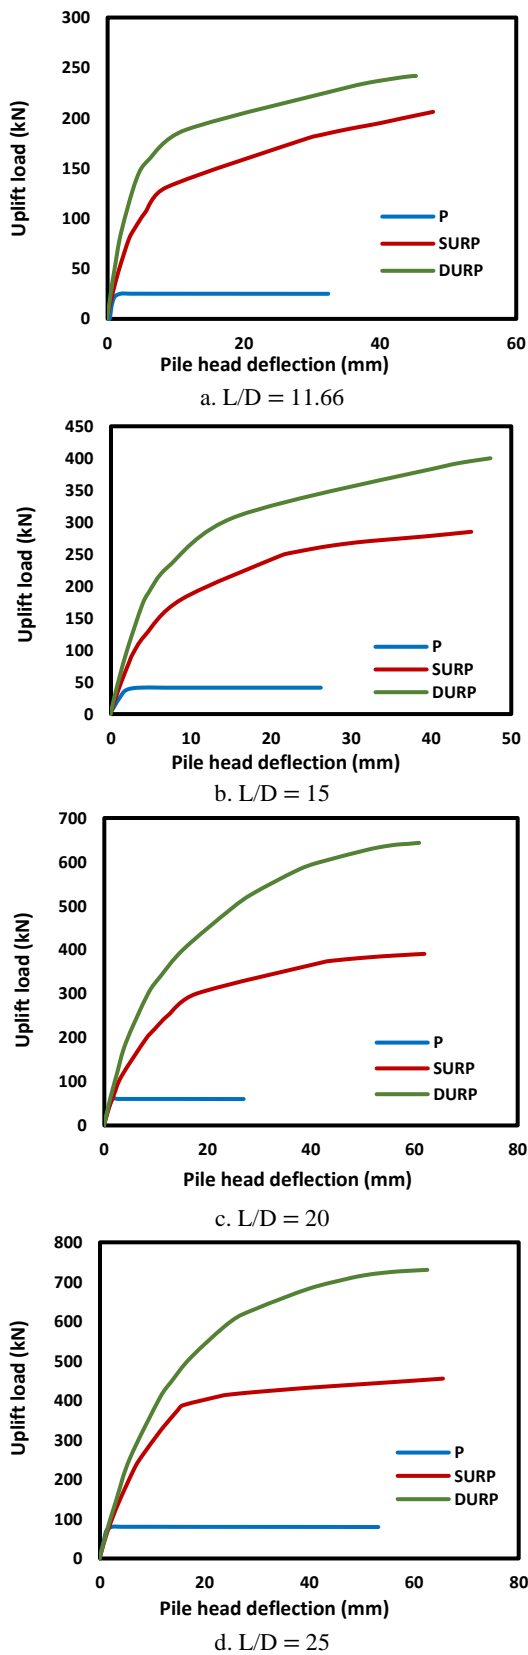 300
250
200
150
100
50
0
Uplift load (kN)
P
SURP
DURP
0 20 40 60
Pile head deflection (mm)
a. L/D = 11.66
450
400
350
300
250
200
150
100
50
0
Uplift load (kN)
P
SURP
DURP
0 10 20 30 40 50
Pile head deflection (mm)
b. L/D = 15
700
600
500
400
300
200
100
0
Uplift load (kN)
P
SURP
DURP
0 20 40 60 80
Pile head deflection (mm)
c. L/D = 20
800
700
600
500
400
300
200
100
0
Uplift load (kN)
P
SURP
DURP
0 20 40 60 80
Pile head deflection (mm)
d. L/D = 25